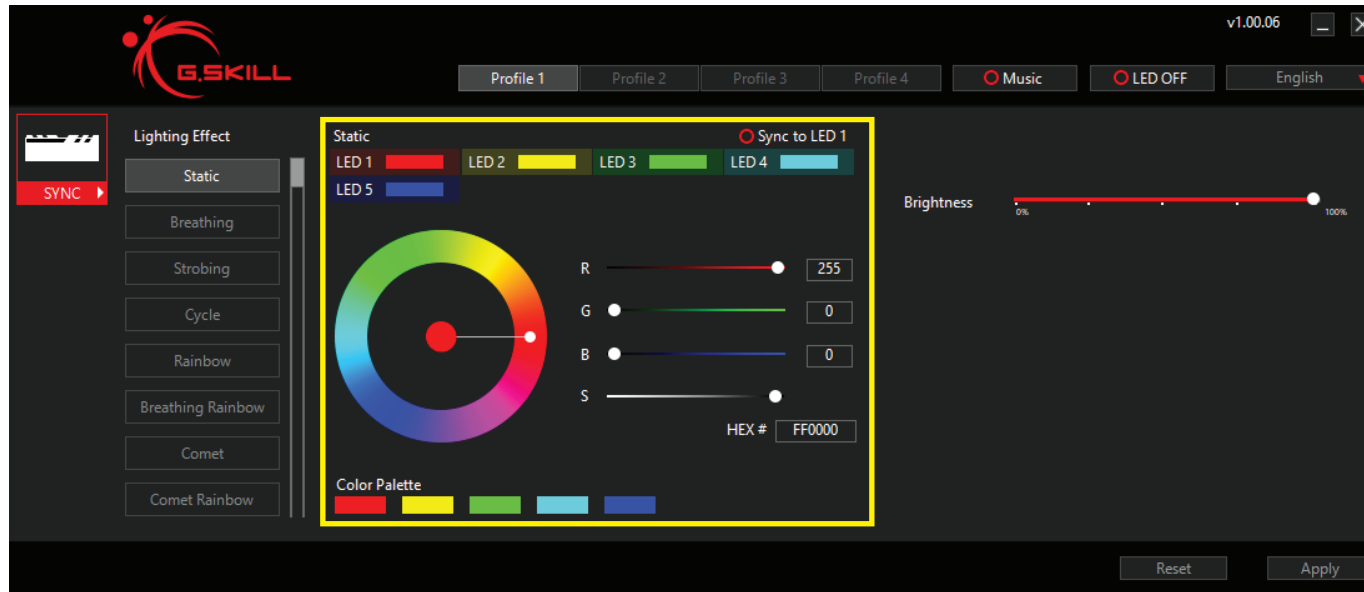 v1.00.06
G.SKILL
Profile 1 Profile 2 Profile 3 Profile 4 Music LED OFF English
SYNC
Lighting Effect
Static
Breathing
Strobing
Cycle
Rainbow
Breathing Rainbow
Comet
Comet Rainbow
Static Sync to LED 1
LED 1 LED 2 LED 3 LED 4
LED 5
R 255
G 0
B 0
S
HEX # FF0000
Color Palette
Brightness
0% 100%
Reset Apply